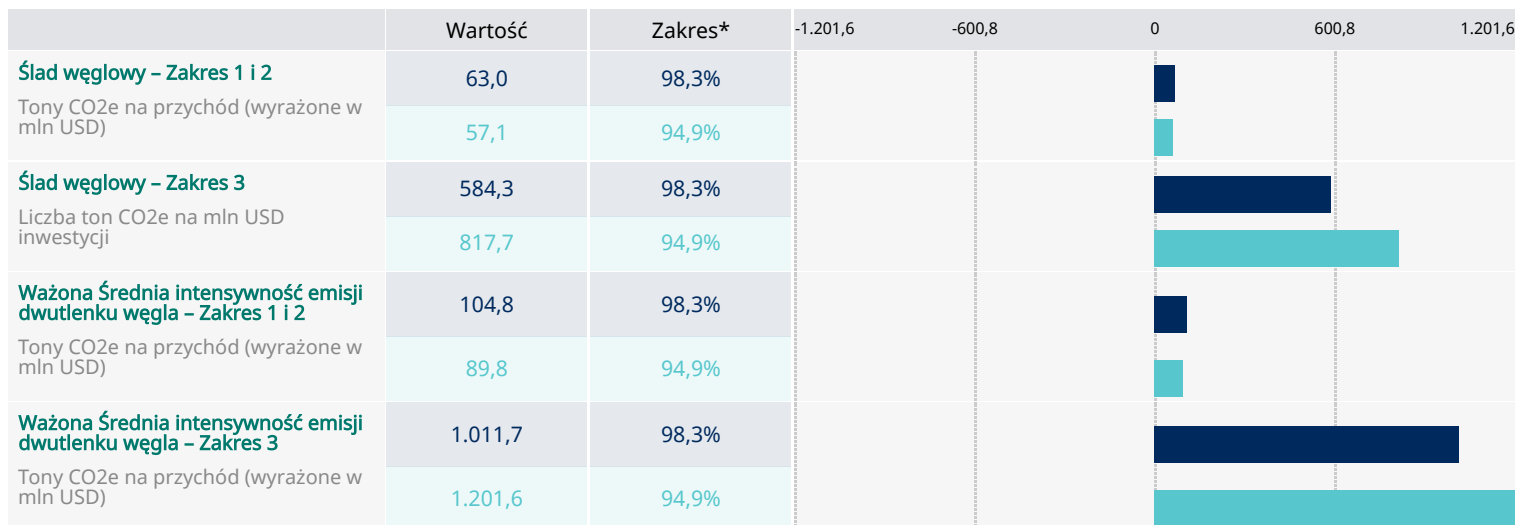 Wartość Zakres* -1.201,6 -600,8 0 600,8 1.201,6
Ślad węglowy – Zakres 1 i 2
Tony CO2e na przychód (wyrażone w
mln USD)
63,0 98,3%
57,1 94,9%
Ślad węglowy – Zakres 3
Liczba ton CO2e na mln USD
inwestycji
584,3 98,3%
817,7 94,9%
Ważona Średnia intensywność emisji
dwutlenku węgla – Zakres 1 i 2
Tony CO2e na przychód (wyrażone w
mln USD)
104,8 98,3%
89,8 94,9%
Ważona Średnia intensywność emisji
dwutlenku węgla – Zakres 3
Tony CO2e na przychód (wyrażone w
mln USD)
1.011,7 98,3%
1.201,6 94,9%